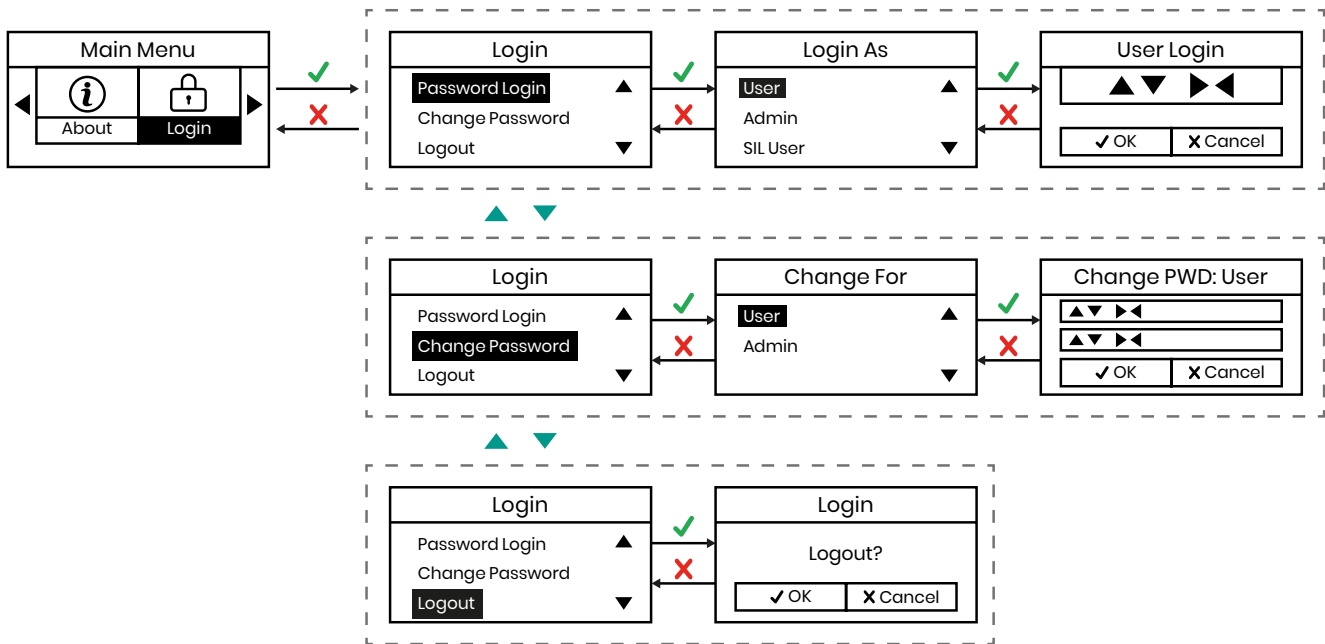 Main Menu
About
Login
Login
Password Login
Change Password
Logout
Login As
User
Admin
SIL User
User Login
OK
Cancel
Login
Password Login
Change Password
Logout
Change For
User
Admin
Change PWD: User
OK
Cancel
Login
Password Login
Change Password
Logout
Login
Logout?
OK
Cancel